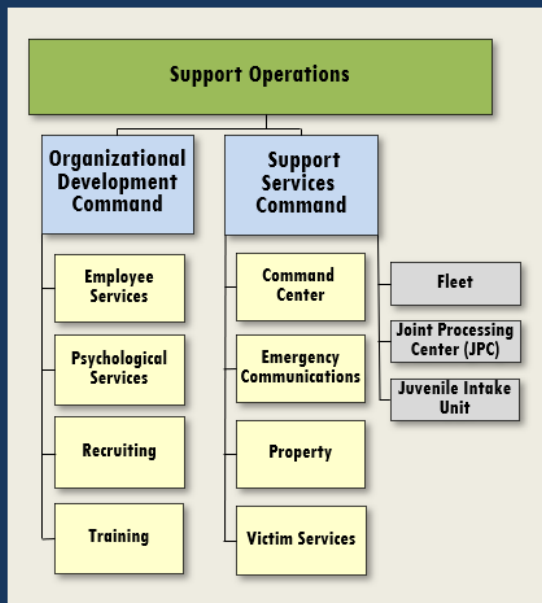 Support Operations
Organizational
Development
Command
Support
Services
Command
Employee
Services
Psychological
Services
Recruiting
Training
Command
Center
Emergency
Communications
Property
Victim Services
Fleet
Joint Processing
Center (JPC)
Juvenile Intake
Unit